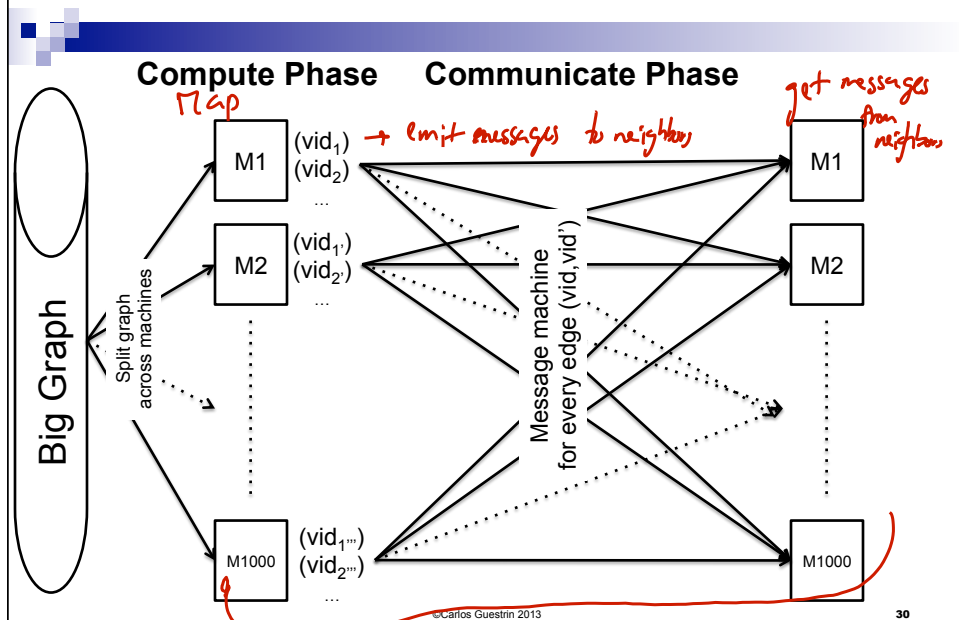 Compute Phase Communicate Phase
Map
get messages
from
neighbors
M1
(vid1)
(vid2)
...
→ emit messages to neighbors
M1
M2
(vid1')
(vid2')
...
M2
Big Graph
Split graph
across machines
Message machine
for every edge (vid,vid')
M1000
(vid1''')
(vid2''')
...
M1000
©Carlos Guestrin 2013
30